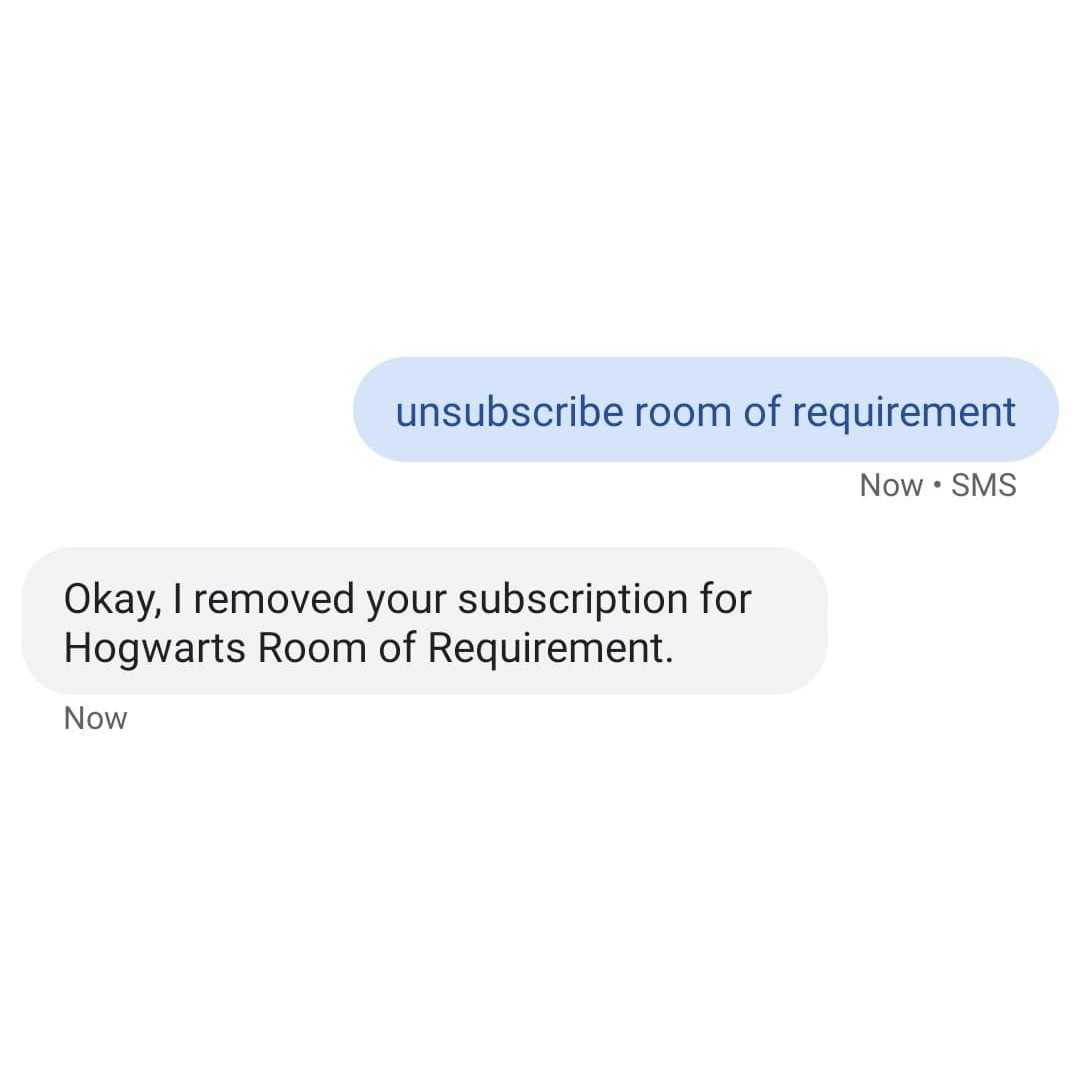 unsubscribe room of requirement
Now • SMS
Okay, I removed your subscription for
Hogwarts Room of Requirement.
Now